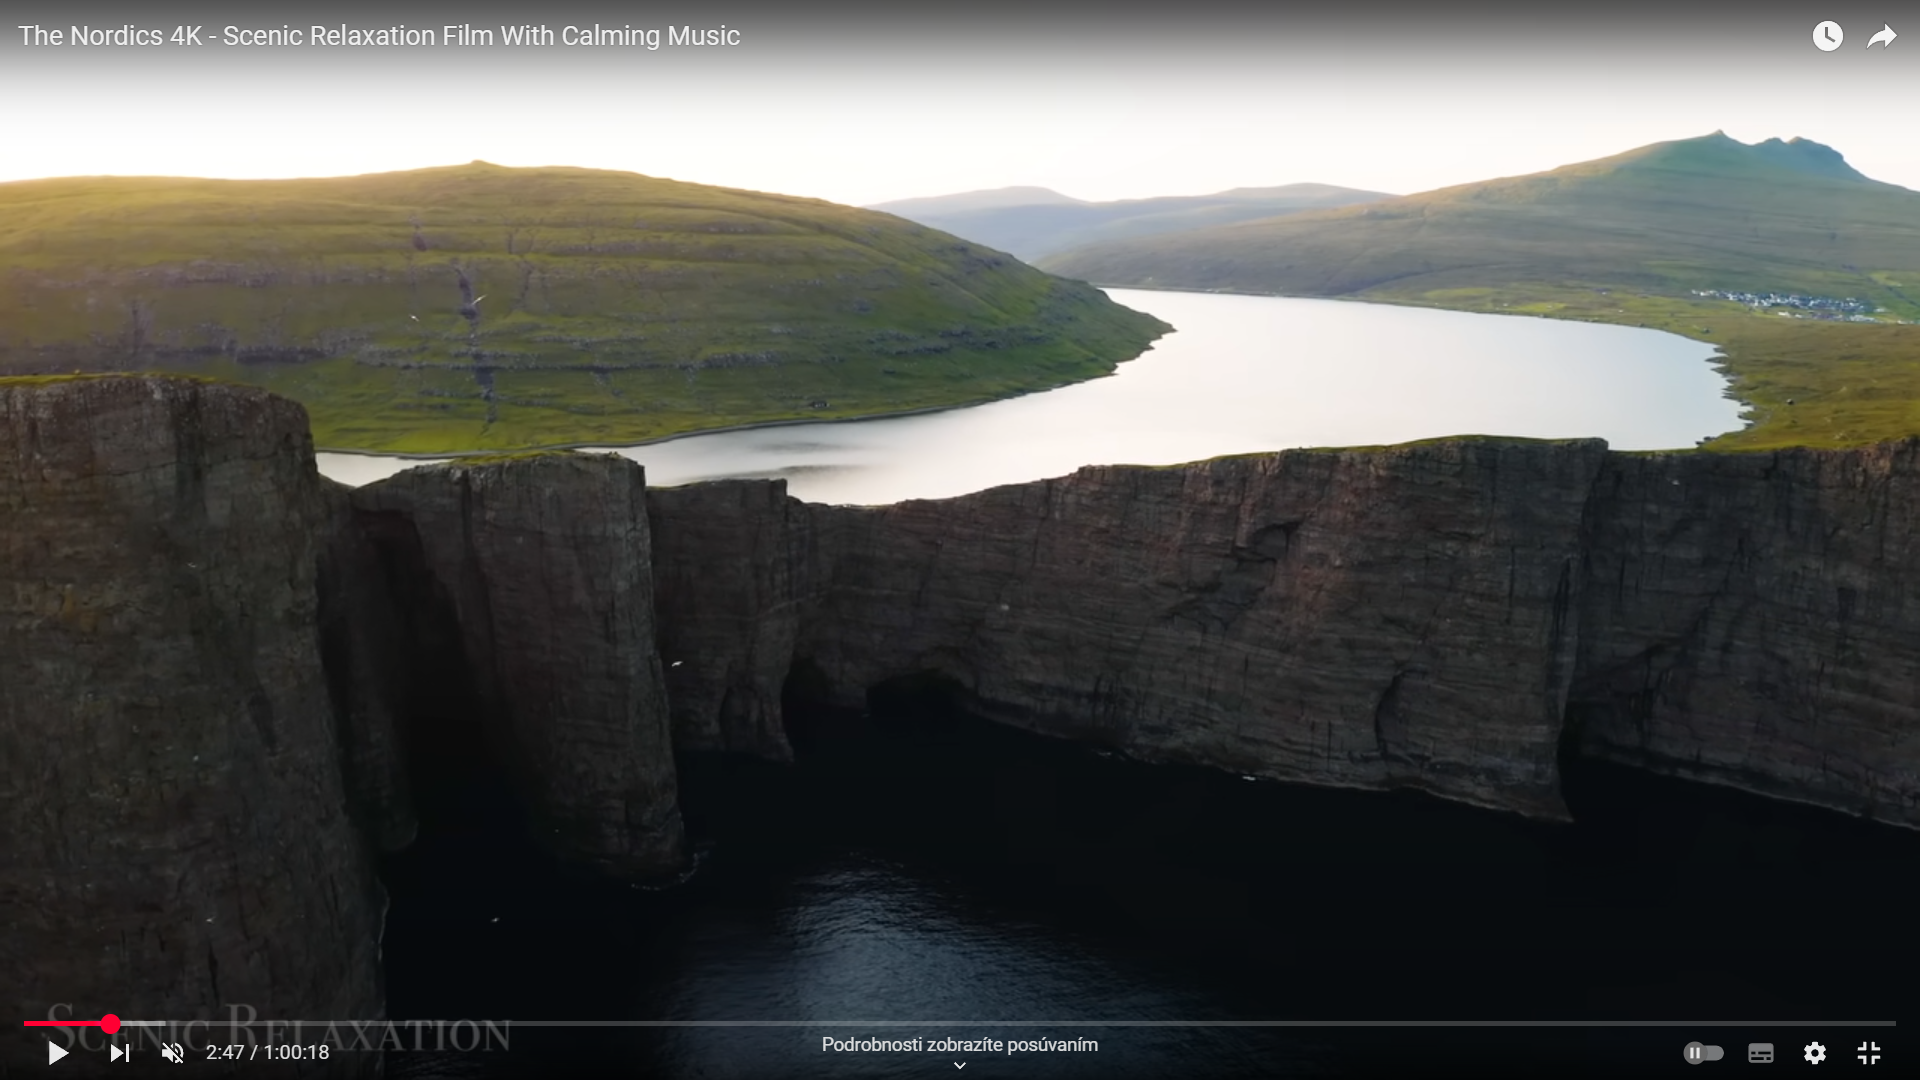 The Nordics 4K - Scenic Relaxation Film With Calming Music
SCENIC RELAXATION
2:47 / 1:00:18
Podrobnosti zobrazíte posúvaním